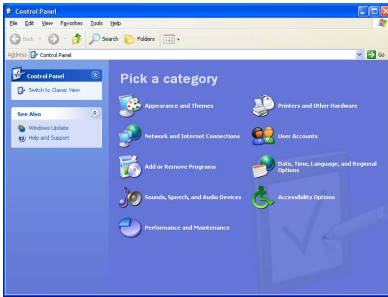 Control Panel
File Edit View Favorites Tools Help
Back Search Folders
Address Control Panel Go
Control Panel
Switch to Classic View
See Also
Windows Update
Help and Support
Pick a category
Appearance and Themes
Printers and Other Hardware
Network and Internet Connections
User Accounts
Add or Remove Programs
Date, Time, Language, and Regional
Options
Sounds, Speech, and Audio Devices
Accessibility Options
Performance and Maintenance